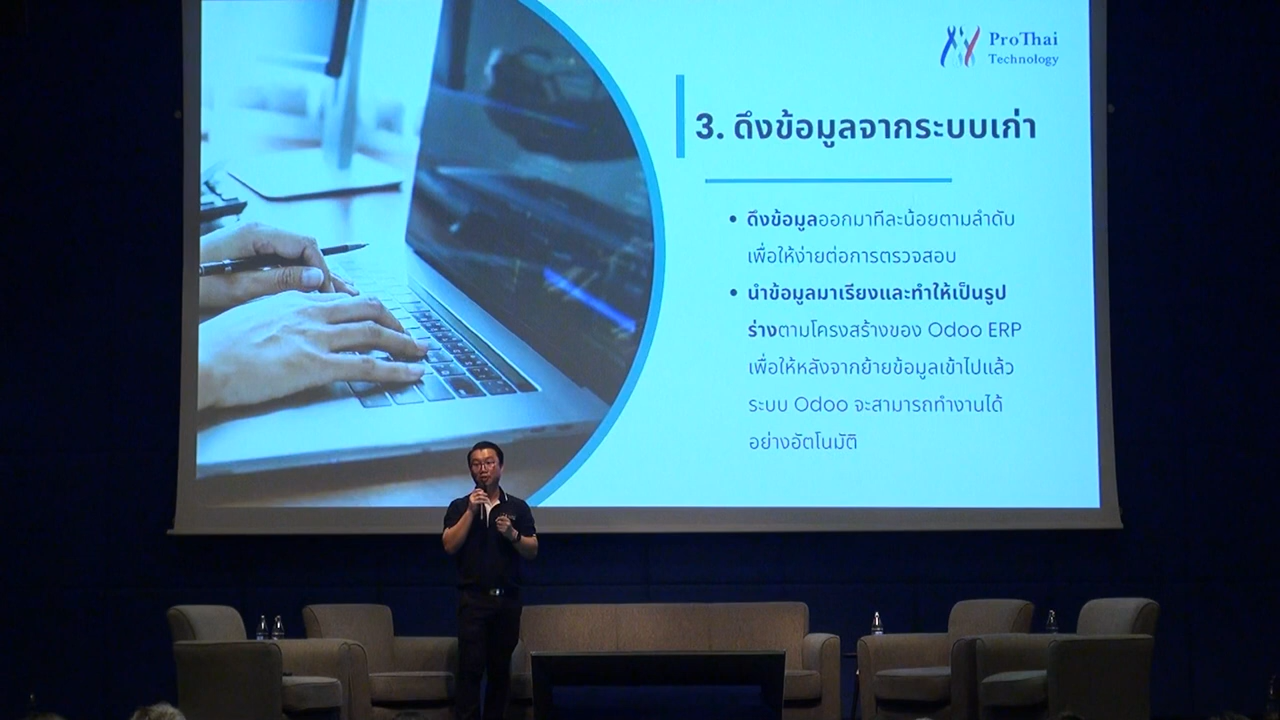 ProThai
Technology
3. ดึงข้อมูลจากระบบเก่า
• ดึงข้อมูลออกมาทีละน้อยตามลำดับ
เพื่อให้ง่ายต่อการตรวจสอบ
• นำข้อมูลมาเรียงและทำให้เป็นรูป
ร่างตามโครงสร้างของ Odoo ERP
เพื่อให้หลังจากย้ายข้อมูลเข้าไปแล้ว
ระบบ Odoo จะสามารถทำงานได้
อย่างอัตโนมัติ